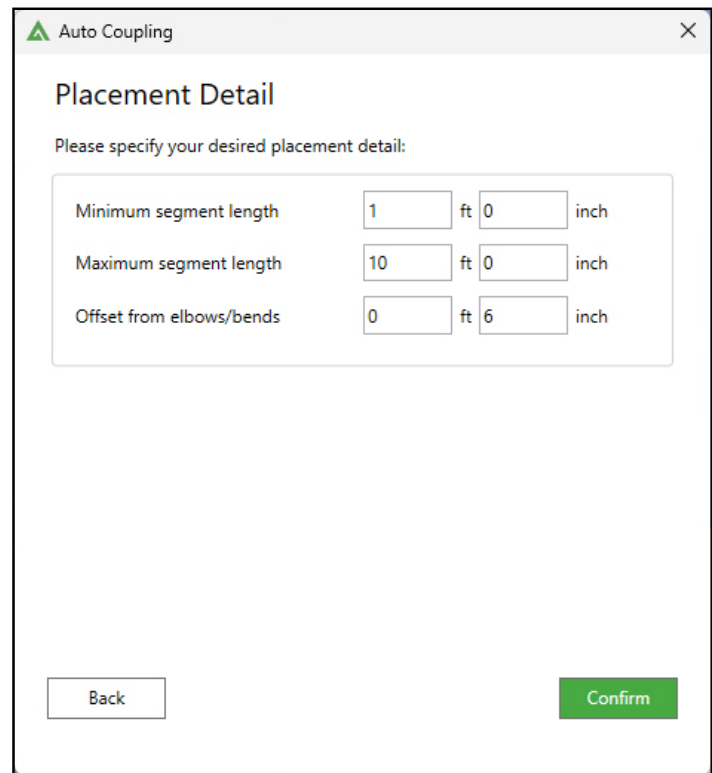 Auto Coupling
Placement Detail
Please specify your desired placement detail:
Minimum segment length 1 ft 0 inch
Maximum segment length 10 ft 0 inch
Offset from elbows/bends 0 ft 6 inch
Back Confirm